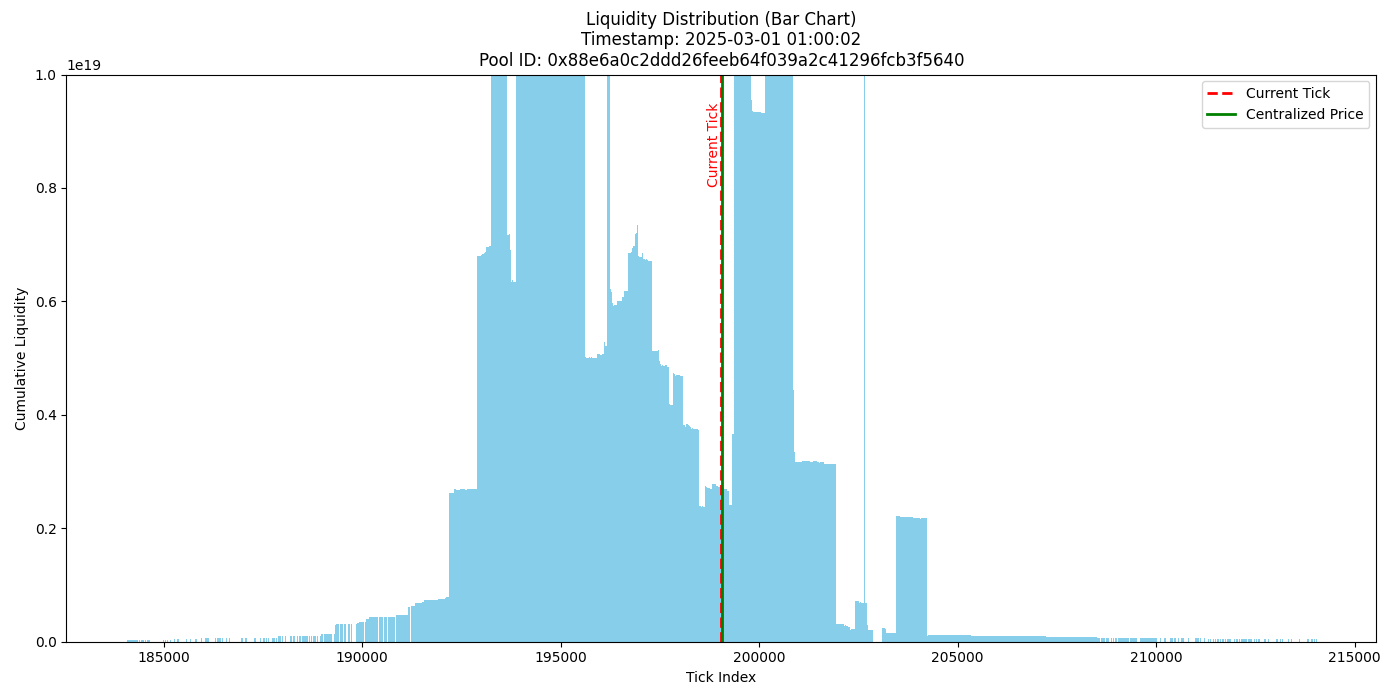 Liquidity Distribution (Bar Chart)
Timestamp: 2025-03-01 01:00:02
Pool ID: 0x88e6a0c2ddd26feeb64f039a2c41296fcb3f5640
1e19
1.0
0.8
0.6
0.4
0.2
0.0
Cumulative Liquidity
Current Tick
Current Tick
Centralized Price
185000
190000
195000
200000
205000
210000
215000
Tick Index